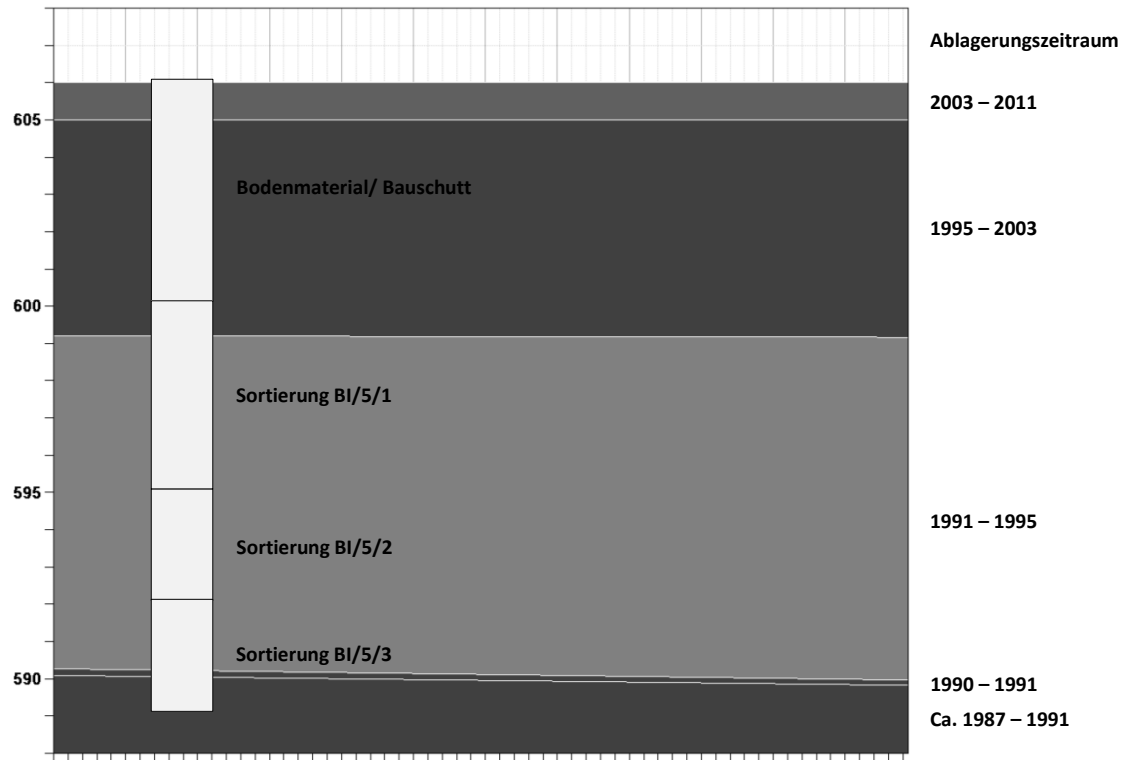 Ablagerungszeitraum
2003 – 2011
605
Bodenmaterial/ Bauschutt
1995 – 2003
600
Sortierung BI/5/1
595
1991 – 1995
Sortierung BI/5/2
Sortierung BI/5/3
590
1990 – 1991
Ca. 1987 – 1991